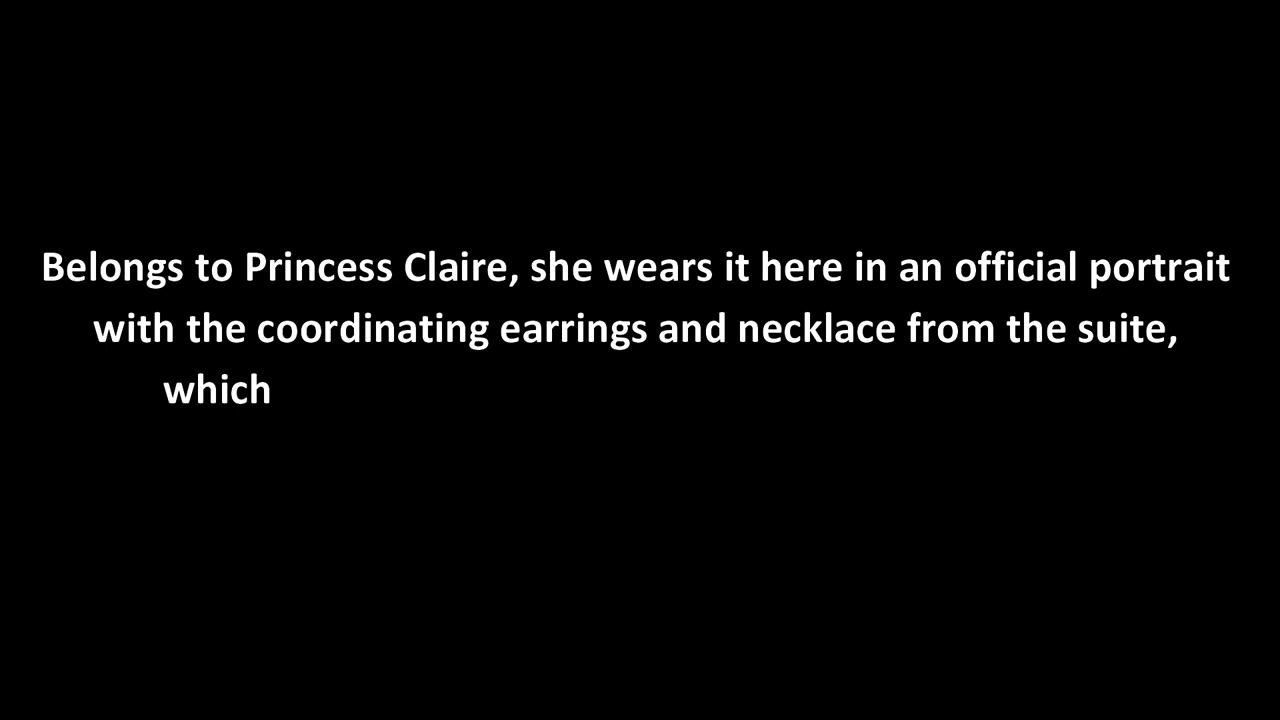 Belongs to Princess Claire, she wears it here in an official portrait
with the coordinating earrings and necklace from the suite,
which